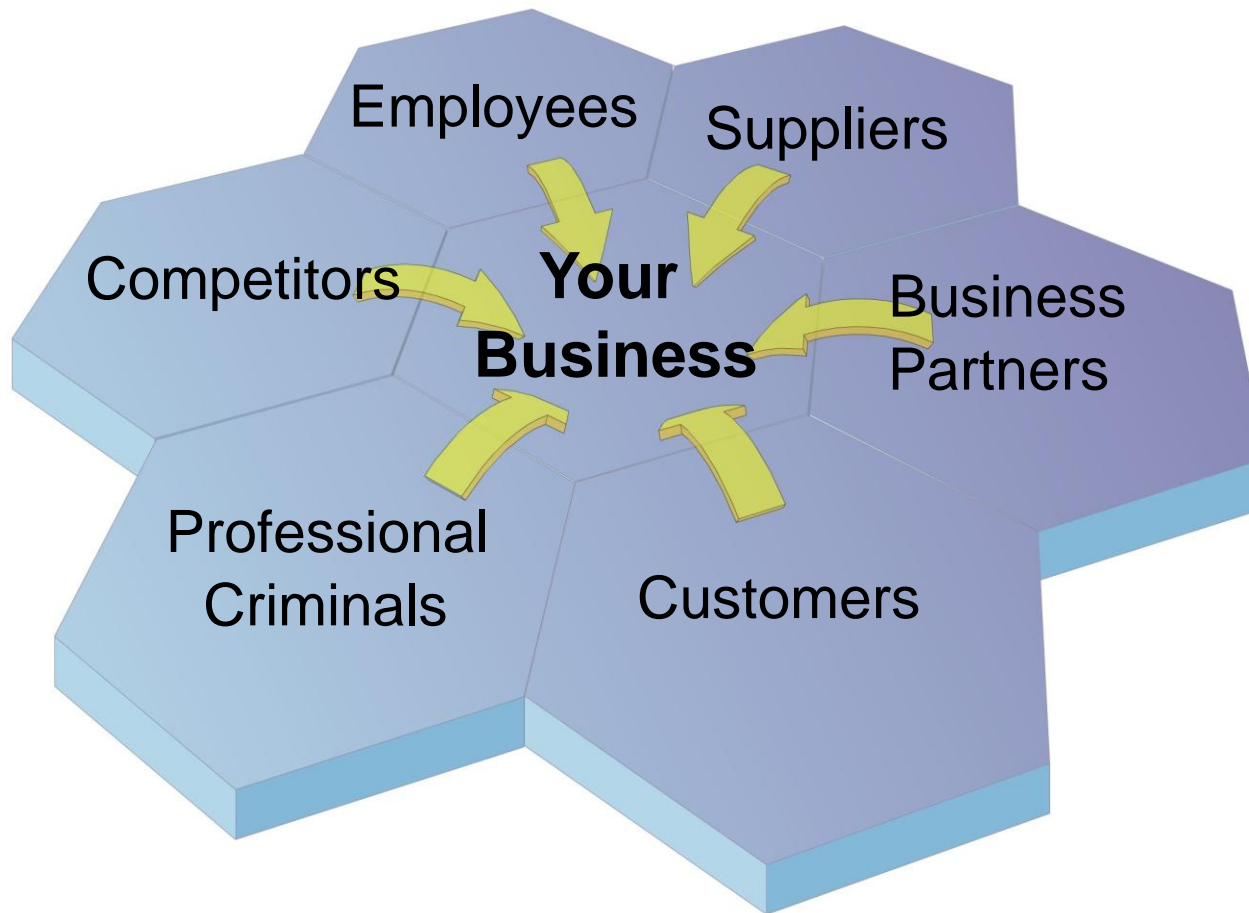 Employees
Suppliers
Competitors
Your
Business
Business
Partners
Professional
Criminals
Customers